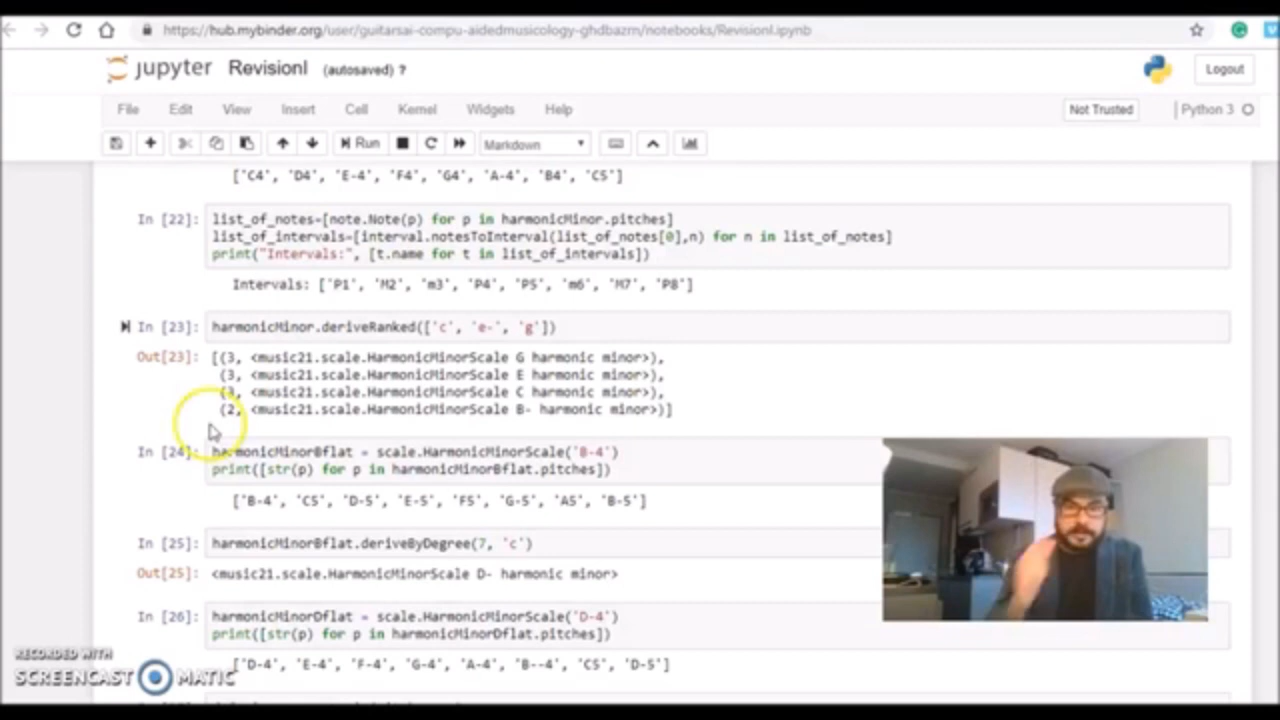 https://hub.mybinder.org/user/guitarsai-compu-aidedmusicology-ghdbazm/notebooks/RevisionI.ipynb
jupyter RevisionI (autosaved) ?
Logout
File Edit View Insert Cell Kernel Widgets Help
Not Trusted
Python 3
Run
Markdown
['C4', 'D4', 'E-4', 'F4', 'G4', 'A-4', 'B4', 'C5']
In [22]: list_of_notes=[note.Note(p) for p in harmonicMinor.pitches]
list_of_intervals=[interval.notesToInterval(list_of_notes[0],n) for n in list_of_notes]
print("Intervals:", [t.name for t in list_of_intervals])
Intervals: ['P1', 'M2', 'm3', 'P4', 'P5', 'm6', 'M7', 'P8']
In [23]: harmonicMinor.deriveRanked(['c', 'e-', 'g'])
Out[23]: [(3, <music21.scale.HarmonicMinorScale G harmonic minor>),
(3, <music21.scale.HarmonicMinorScale E harmonic minor>),
(3, <music21.scale.HarmonicMinorScale C harmonic minor>),
(2, <music21.scale.HarmonicMinorScale B- harmonic minor>)]
In [24]: harmonicMinorBflat = scale.HarmonicMinorScale('B-4')
print([str(p) for p in harmonicMinorBflat.pitches])
['B-4', 'C5', 'D-5', 'E-5', 'F5', 'G-5', 'A5', 'B-5']
In [25]: harmonicMinorBflat.deriveByDegree(7, 'c')
Out[25]: <music21.scale.HarmonicMinorScale D- harmonic minor>
In [26]: harmonicMinorDflat = scale.HarmonicMinorScale('D-4')
print([str(p) for p in harmonicMinorDflat.pitches])
['D-4', 'E-4', 'F-4', 'G-4', 'A-4', 'B--4', 'C5', 'D-5']
RECORDED WITH
SCREENCAST MATIC